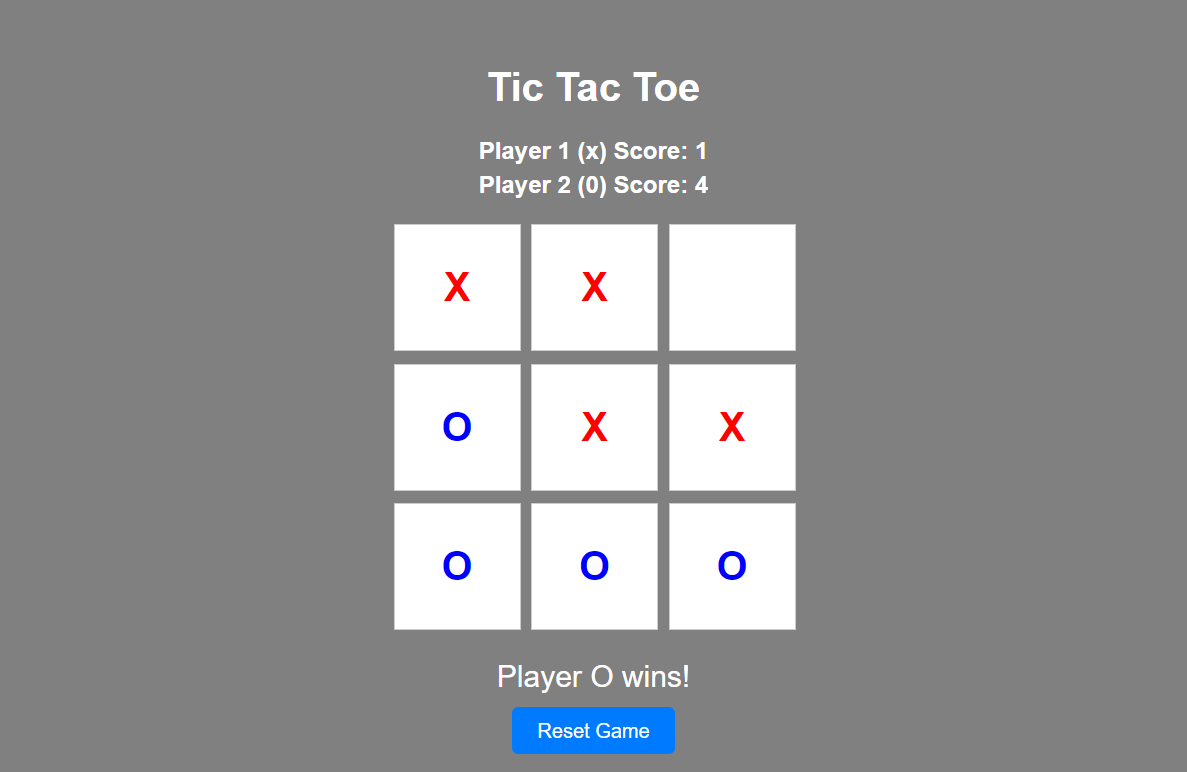 Tic Tac Toe
Player 1 (x) Score: 1
Player 2 (0) Score: 4
X X
O X X
O O O
Player O wins!
Reset Game